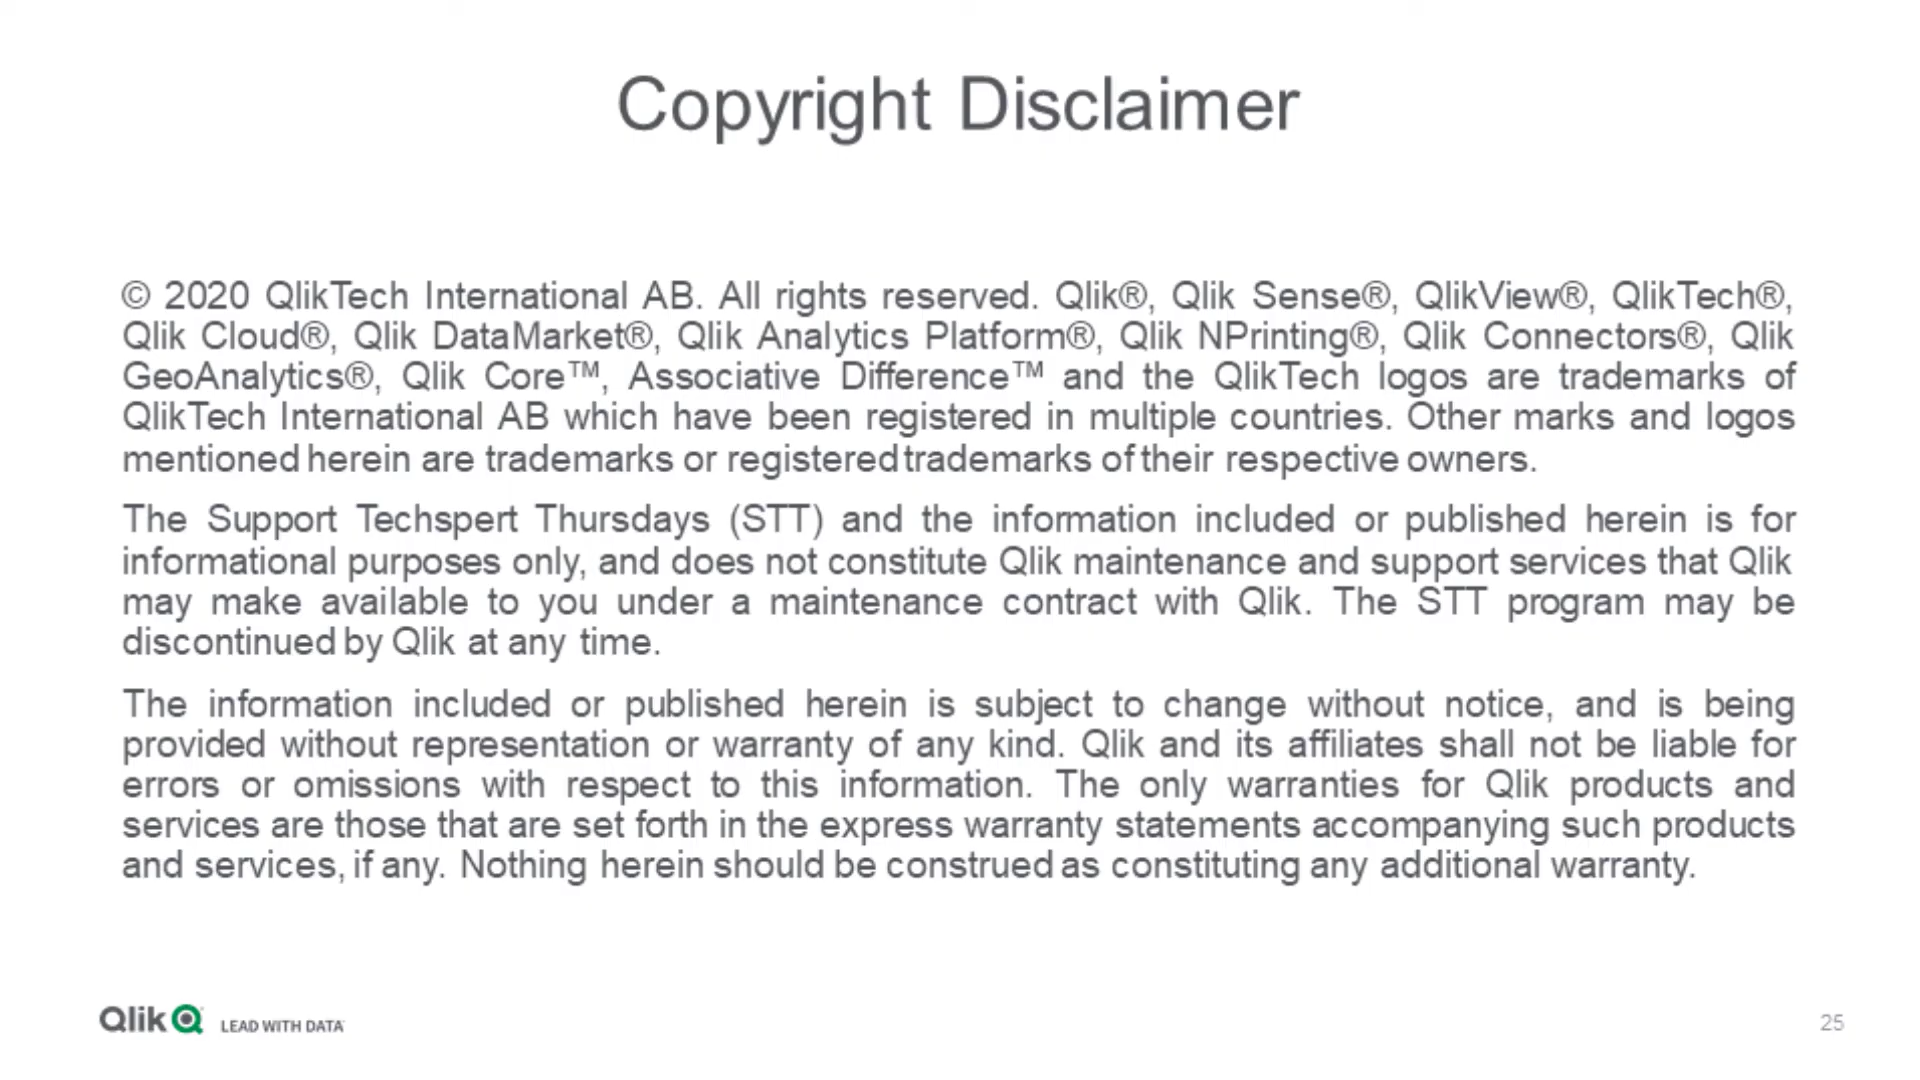 Copyright Disclaimer
© 2020 QlikTech International AB. All rights reserved. Qlik®, Qlik Sense®, QlikView®, QlikTech®,
Qlik Cloud®, Qlik DataMarket®, Qlik Analytics Platform®, Qlik NPrinting®, Qlik Connectors®, Qlik
GeoAnalytics®, Qlik Core™, Associative Difference™ and the QlikTech logos are trademarks of
QlikTech International AB which have been registered in multiple countries. Other marks and logos
mentioned herein are trademarks or registered trademarks of their respective owners.
The Support Techspert Thursdays (STT) and the information included or published herein is for
informational purposes only, and does not constitute Qlik maintenance and support services that Qlik
may make available to you under a maintenance contract with Qlik. The STT program may be
discontinued by Qlik at any time.
The information included or published herein is subject to change without notice, and is being
provided without representation or warranty of any kind. Qlik and its affiliates shall not be liable for
errors or omissions with respect to this information. The only warranties for Qlik products and
services are those that are set forth in the express warranty statements accompanying such products
and services, if any. Nothing herein should be construed as constituting any additional warranty.
Qlik LEAD WITH DATA
25